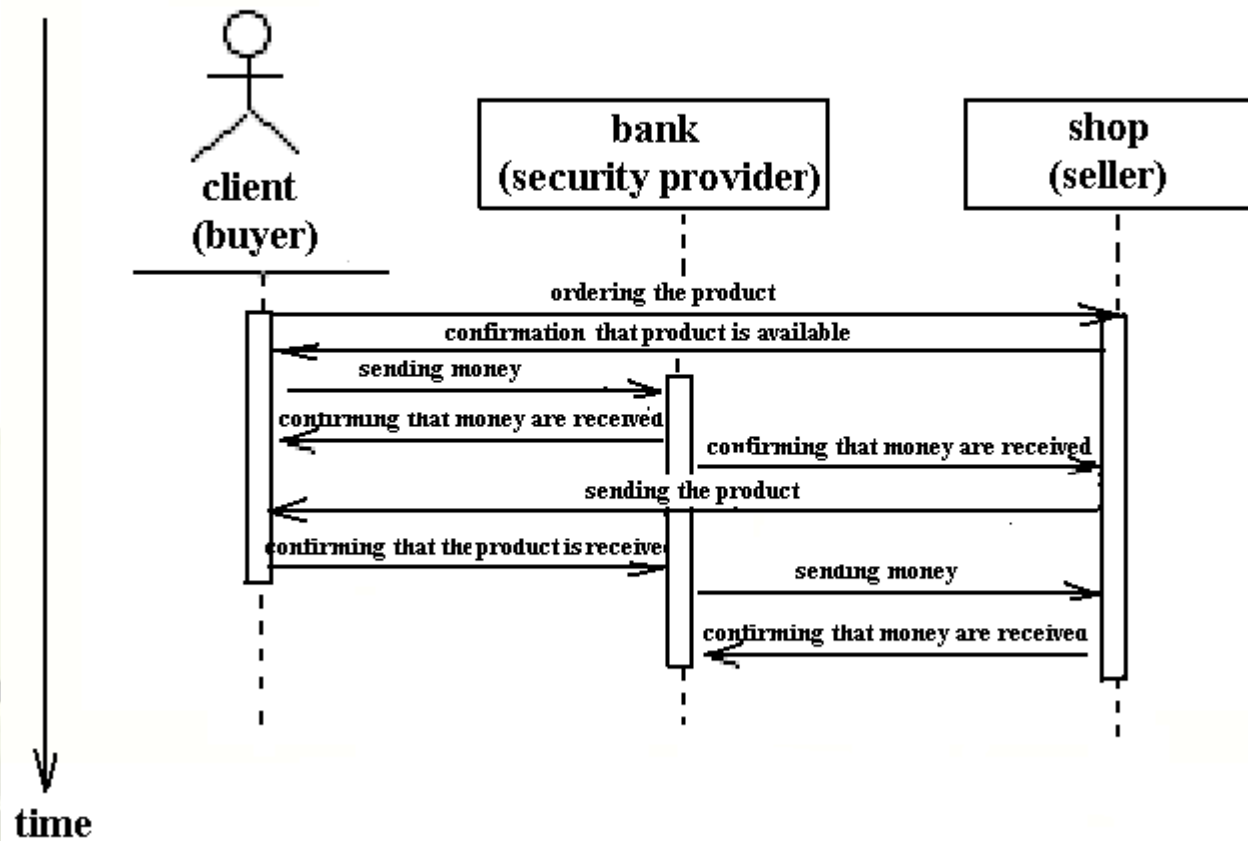 client
(buyer)
bank
(security provider)
shop
(seller)
ordering the product
confirmation that product is available
sending money
confirming that money are received
confirming that money are received
sending the product
confirming that the product is receive
sending money
confirming that money are received
time